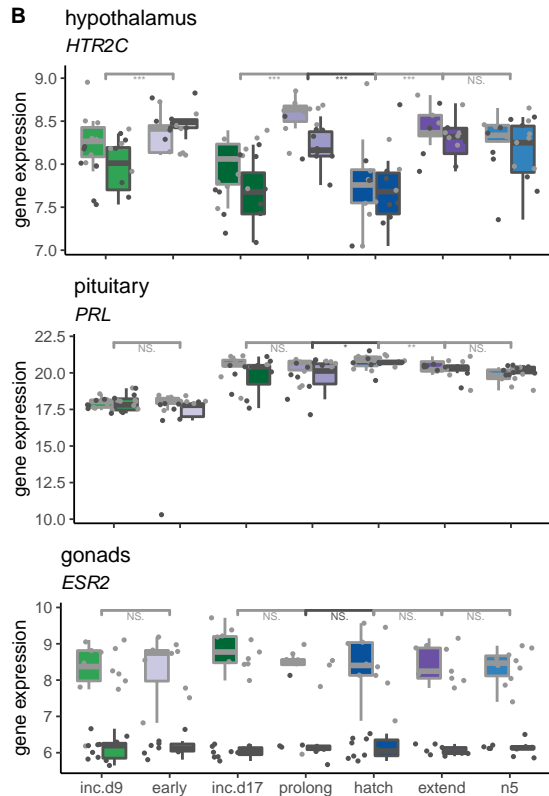 B
hypothalamus
HTR2C
*** *** *** *** NS.
9.0
8.5
8.0
7.5
7.0
gene expression
pituitary
PRL
NS. NS. * ** NS.
22.5
20.0
17.5
15.0
12.5
10.0
gene expression
gonads
ESR2
NS. NS. NS. NS. NS.
10
9
8
7
6
gene expression
inc.d9 early inc.d17 prolong hatch extend n5